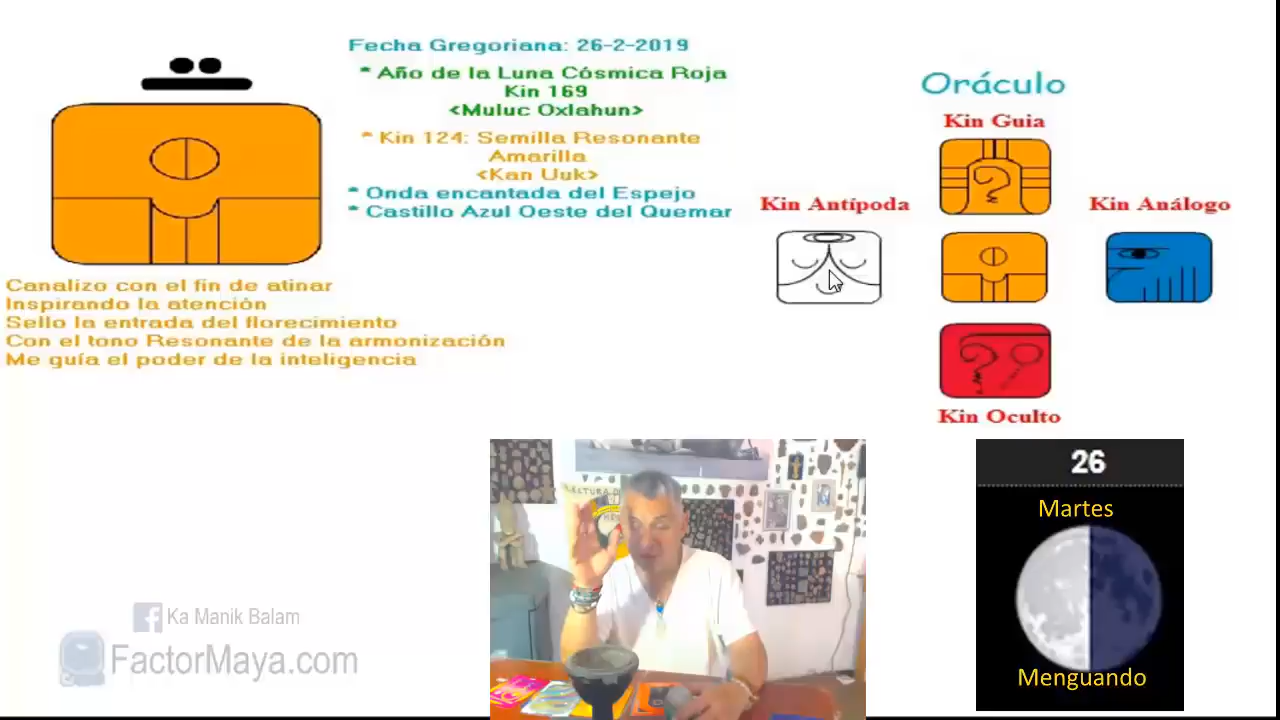 Fecha Gregoriana: 26-2-2019
* Año de la Luna Cósmica Roja
Kin 169
<Muluc Oxlahun>
* Kin 124: Semilla Resonante
Amarilla
<Kan Uuk>
* Onda encantada del Espejo
* Castillo Azul Oeste del Quemar
Canalizo con el fin de atinar
Inspirando la atención
Sello la entrada del florecimiento
Con el tono Resonante de la armonización
Me guía el poder de la inteligencia
Oráculo
Kin Guia
Kin Antípoda
Kin Análogo
Kin Oculto
26
Martes
Menguando
Ka Manik Balam
FactorMaya.com